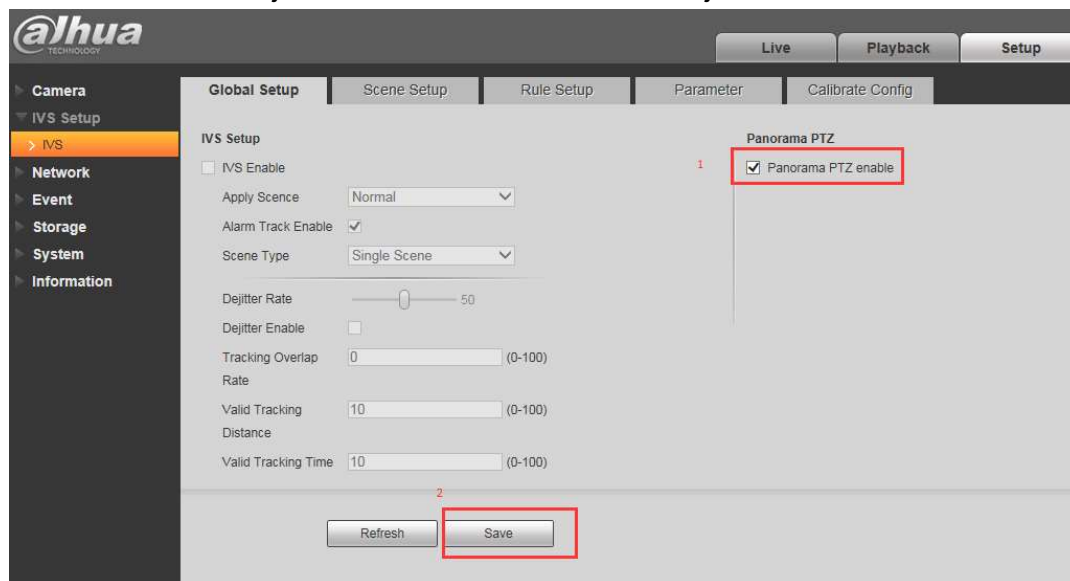 alhua
TECHNOLOGY
Live Playback Setup
Camera
IVS Setup
> IVS
Network
Event
Storage
System
Information
Global Setup Scene Setup Rule Setup Parameter Calibrate Config
IVS Setup
IVS Enable
Apply Scence Normal
Alarm Track Enable
Scene Type Single Scene
Dejitter Rate 50
Dejitter Enable
Tracking Overlap 0 (0-100)
Rate
Valid Tracking 10 (0-100)
Distance
Valid Tracking Time 10 (0-100)
Panorama PTZ
1 Panorama PTZ enable
2
Refresh Save